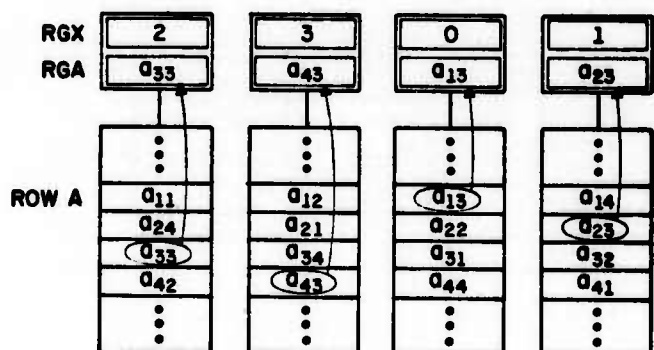 RGX 2 3 0 1
RGA a33 a43 a13 a23
ROW A a11 a12 a13 a14
a24 a21 a22 a23
a33 a34 a31 a32
a42 a43 a44 a41